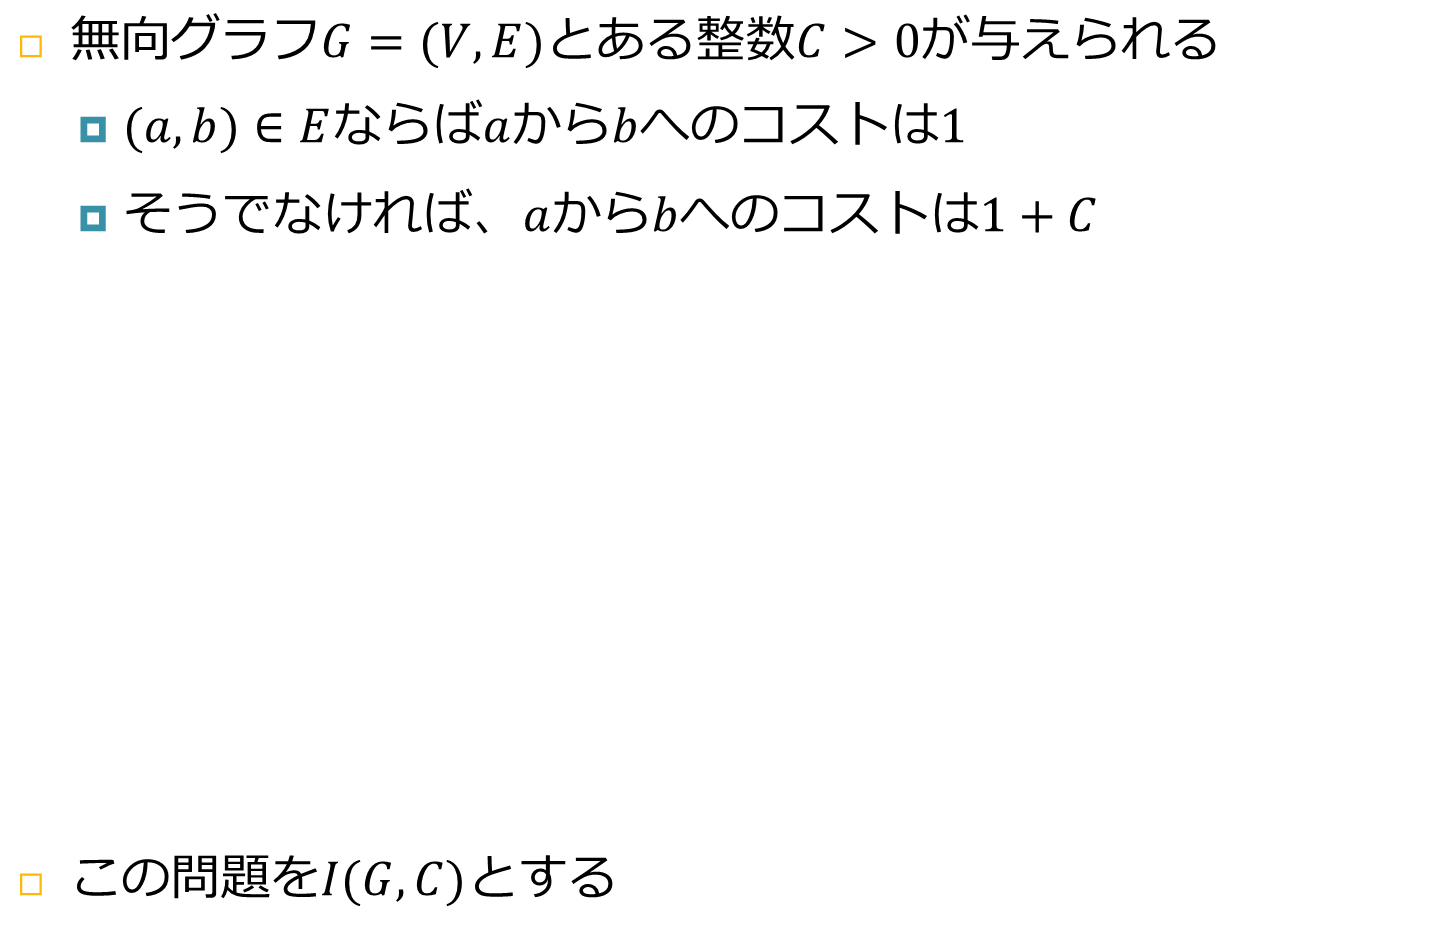 無向グラフG = (V, E)とある整数C > 0が与えられる
(a, b) ∈ Eならばaからbへのコストは1
そうでなければ、aからbへのコストは1 + C
この問題をI(G, C)とする